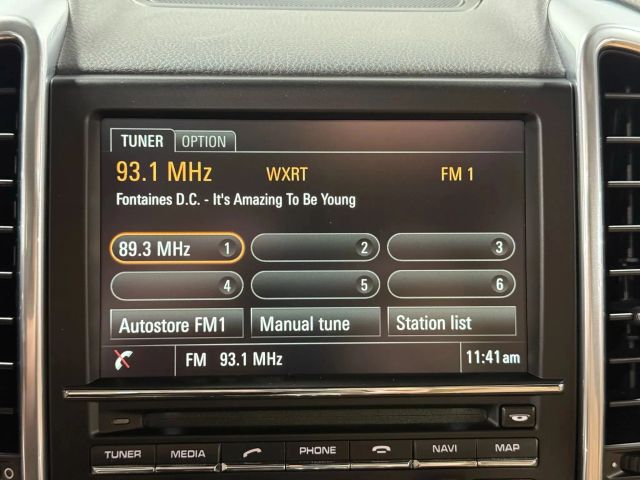 TUNER OPTION
93.1 MHz WXRT FM 1
Fontaines D.C. - It's Amazing To Be Young
89.3 MHz 1 2 3
4 5 6
Autostore FM1 Manual tune Station list
FM 93.1 MHz 11:41 am
TUNER MEDIA PHONE NAVI MAP